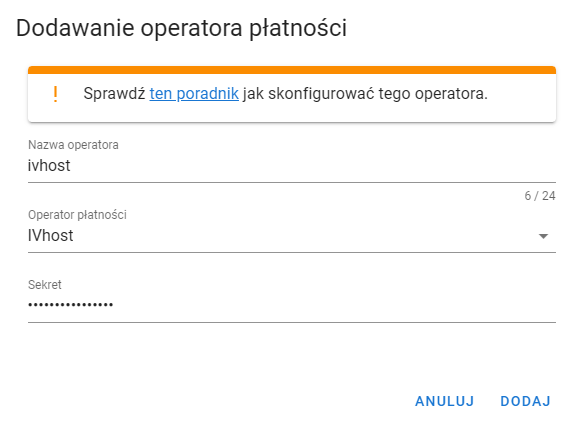 Dodawanie operatora płatności
! Sprawdź ten poradnik jak skonfigurować tego operatora.
Nazwa operatora
ivhost
6 / 24
Operator płatności
IVhost
Sekret
••••••••••••••••
ANULUJ DODAJ